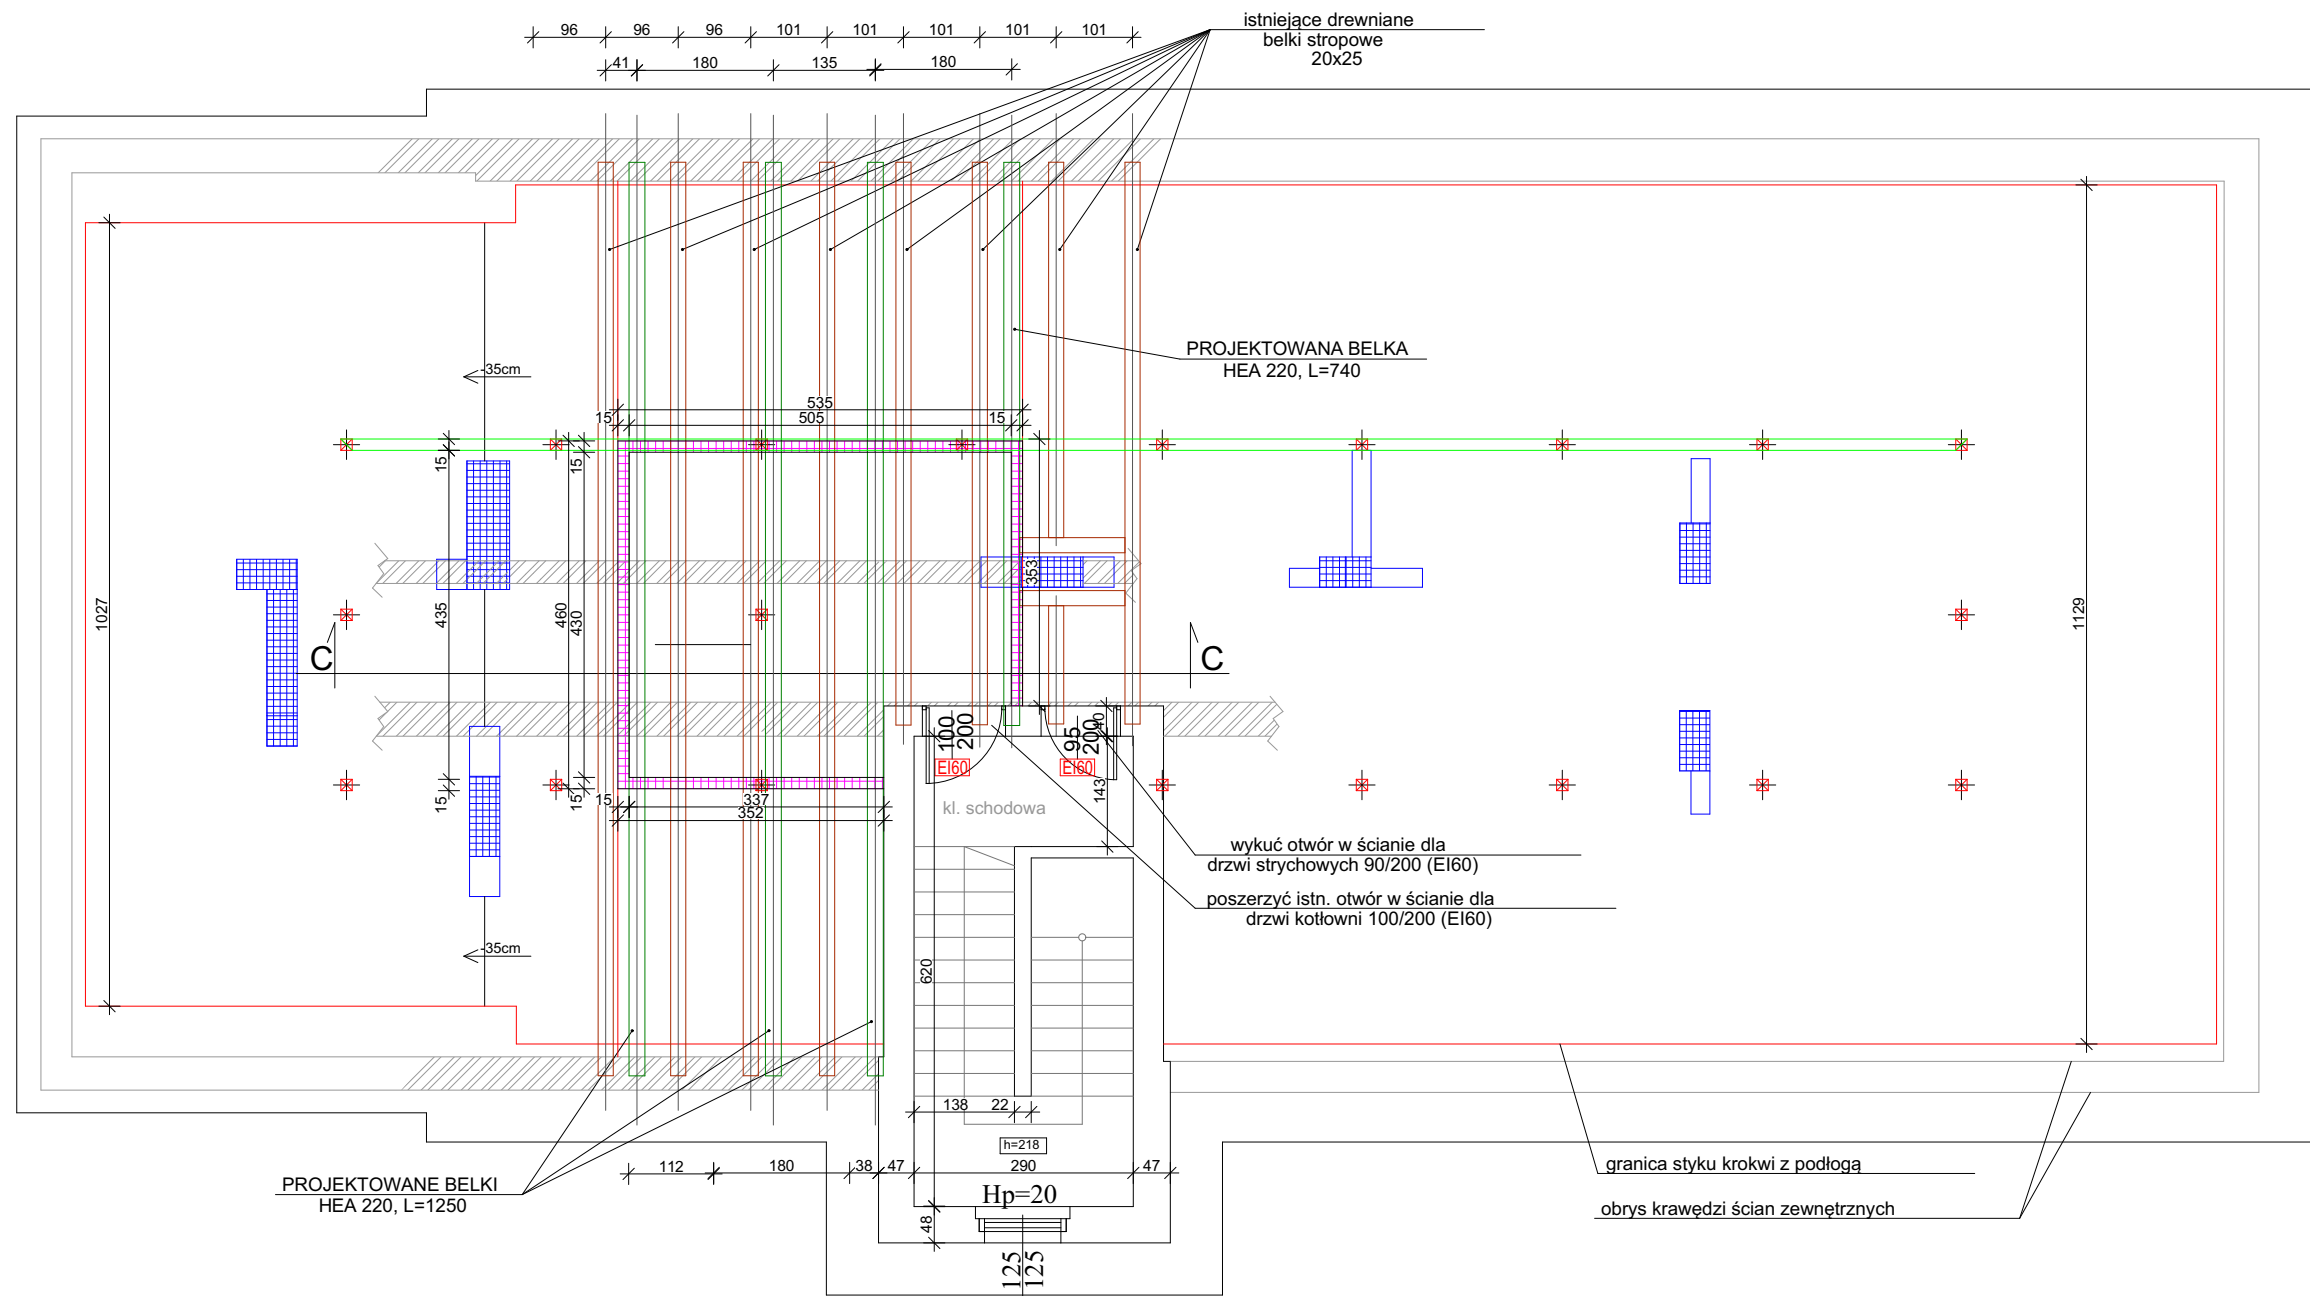 istniejące drewniane
belki stropowe
20x25
96 96 96 101 101 101 101 101
41 180 135 180
PROJEKTOWANA BELKA
HEA 220, L=740
-35cm
535
15 505 15
15 15
1027
435 460 430
353
1129
C C
15 15
15 337
352
100
200
EI60
95
200
EI60
40
143
kl. schodowa
wykuć otwór w ścianie dla
drzwi strychowych 90/200 (EI60)
poszerzyć istn. otwór w ścianie dla
drzwi kotłowni 100/200 (EI60)
-35cm
620
138 22
h=218
112 180 38 47 290 47
PROJEKTOWANE BELKI
HEA 220, L=1250
Hp=20
48
125
125
granica styku krokwi z podłogą
obrys krawędzi ścian zewnętrznych